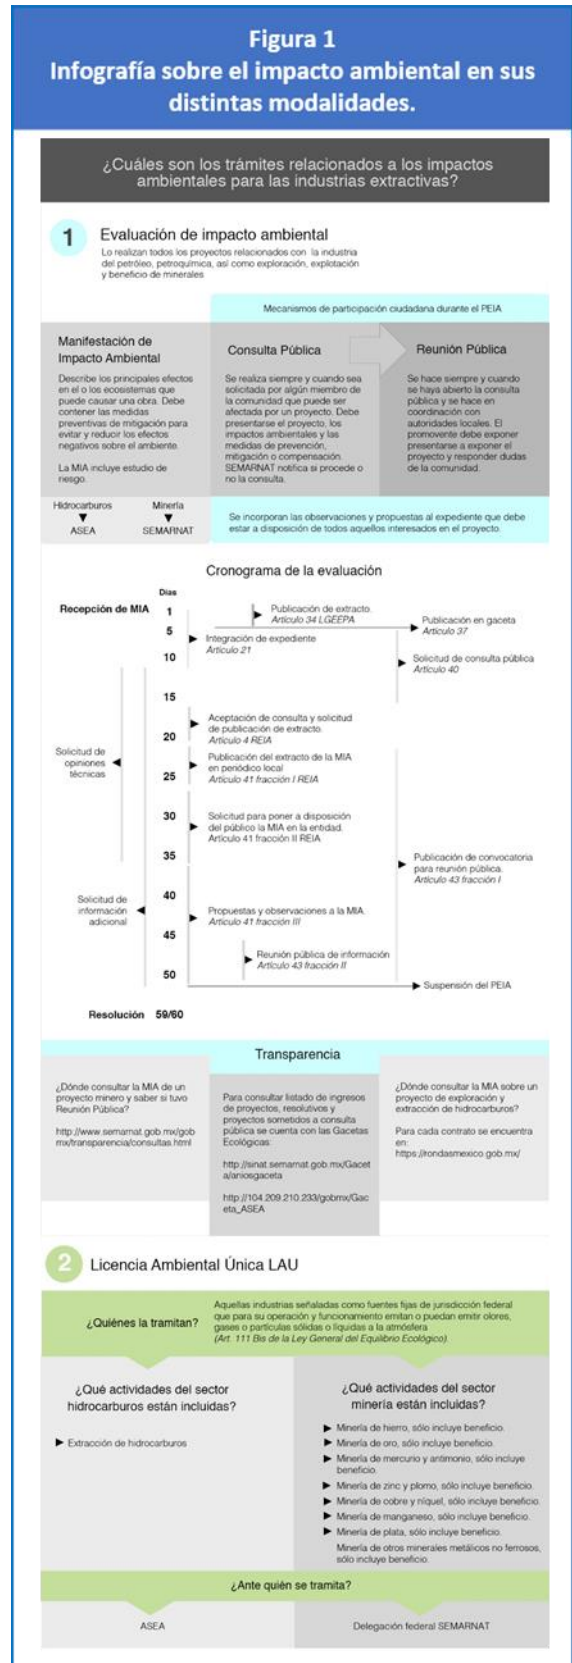 Figura 1
Infografía sobre el impacto ambiental en sus
distintas modalidades.
¿Cuáles son los trámites relacionados a los impactos
ambientales para las industrias extractivas?
1
Evaluación de impacto ambiental
Lo realizan todos los proyectos relacionados con la industria
del petróleo, petroquímica, así como exploración, explotación
y beneficio de minerales
Mecanismos de participación ciudadana durante el PEIA
Manifestación de
Impacto Ambiental
Describe los principales efectos
en el o los ecosistemas que
puede causar una obra. Debe
contener las medidas
preventivas de mitigación para
evitar y reducir los efectos
negativos sobre el ambiente.
La MIA incluye estudio de
riesgo.
Consulta Pública
Se realiza siempre y cuando sea
solicitada por algún miembro de
la comunidad que puede ser
afectada por un proyecto. Debe
presentarse el proyecto, los
impactos ambientales y las
medidas de prevención,
mitigación o compensación.
SEMARNAT notifica si procede o
no la consulta.
Reunión Pública
Se hace siempre y cuando
se haya abierto la consulta
pública y se hace en
coordinación con
autoridades locales. El
promovente debe exponer
presentarse a exponer el
proyecto y responder dudas
de la comunidad.
Hidrocarburos
ASEA
Minería
SEMARNAT
Se incorporan las observaciones y propuestas al expediente que debe
estar a disposición de todos aquellos interesados en el proyecto.
Cronograma de la evaluación
Días
Recepción de MIA 1
Publicación de extracto.
Artículo 34 LGEEPA
5
Publicación en gaceta
Artículo 37
Integración de expediente
Artículo 21
10
Solicitud de consulta pública
Artículo 40
15
Aceptación de consulta y solicitud
de publicación de extracto.
Artículo 4 REIA
20
Solicitud de
opiniones
técnicas
Publicación del extracto de la MIA
en periódico local
Artículo 41 fracción I REIA
25
30
Solicitud para poner a disposición
del público la MIA en la entidad.
Artículo 41 fracción II REIA
35
Publicación de convocatoria
para reunión pública.
Artículo 43 fracción I
40
Solicitud de
información
adicional
Propuestas y observaciones a la MIA.
Artículo 41 fracción III
45
Reunión pública de información
Artículo 43 fracción II
50
Suspensión del PEIA
Resolución 59/60
Transparencia
¿Dónde consultar la MIA de un
proyecto minero y saber si tuvo
Reunión Pública?
http://www.semarnat.gob.mx/gob
mx/transparencia/consultas.html
Para consultar listado de ingresos
de proyectos, resolutivos y
proyectos sometidos a consulta
pública se cuenta con las Gacetas
Ecológicas:
http://sinat.semarnat.gob.mx/Gacet
a/aniosgaceta
http://104.209.210.233/gobmx/Gac
eta_ASEA
¿Dónde consultar la MIA sobre un
proyecto de exploración y
extracción de hidrocarburos?
Para cada contrato se encuentra
en:
https://rondasmexico.gob.mx/
2
Licencia Ambiental Única LAU
¿Quiénes la tramitan?
Aquellas industrias señaladas como fuentes fijas de jurisdicción federal
que para su operación y funcionamiento emitan o puedan emitir olores,
gases o partículas sólidas o líquidas a la atmósfera
(Art. 111 Bis de la Ley General del Equilibrio Ecológico)
¿Qué actividades del sector
hidrocarburos están incluidas?
Extracción de hidrocarburos
¿Qué actividades del sector
minería están incluidas?
Minería de hierro, sólo incluye beneficio.
Minería de oro, sólo incluye beneficio.
Minería de mercurio y antimonio, sólo incluye
beneficio.
Minería de zinc y plomo, sólo incluye beneficio.
Minería de cobre y níquel, sólo incluye beneficio.
Minería de manganeso, sólo incluye beneficio.
Minería de plata, sólo incluye beneficio.
Minería de otros minerales metálicos no ferrosos,
sólo incluye beneficio.
¿Ante quién se tramita?
ASEA
Delegación federal SEMARNAT